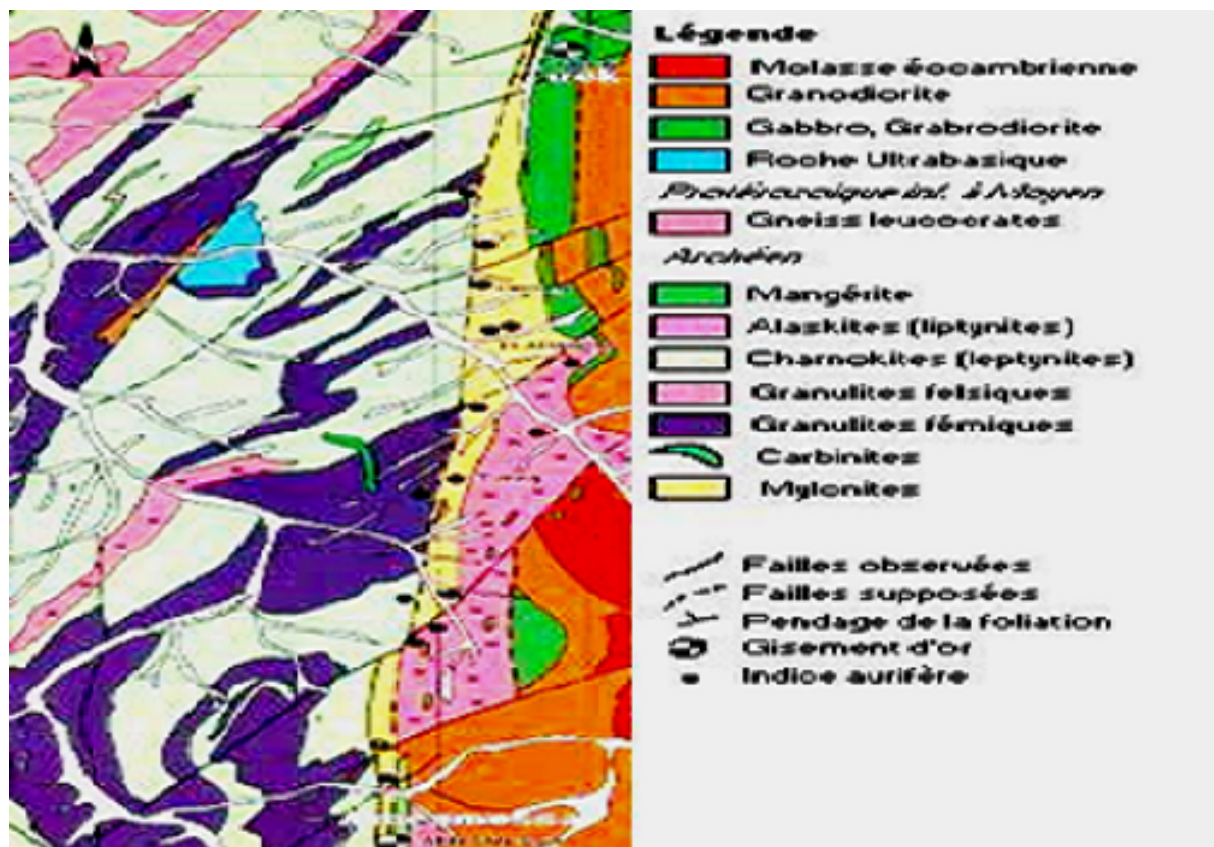 Légende
Molasse éocambrienne
Granodiorite
Gabbro, Grabrodiorite
Roche Ultrabasique
Protérozoique inf. à Moyen
Gneiss leucocrates
Archéen
Mangérite
Alaskites (liptynites)
Charnokites (leptynites)
Granulites felsiques
Granulites fémiques
Carbinites
Mylonites
Failles observées
Failles supposées
Pendage de la foliation
Gisement d'or
Indice aurifère